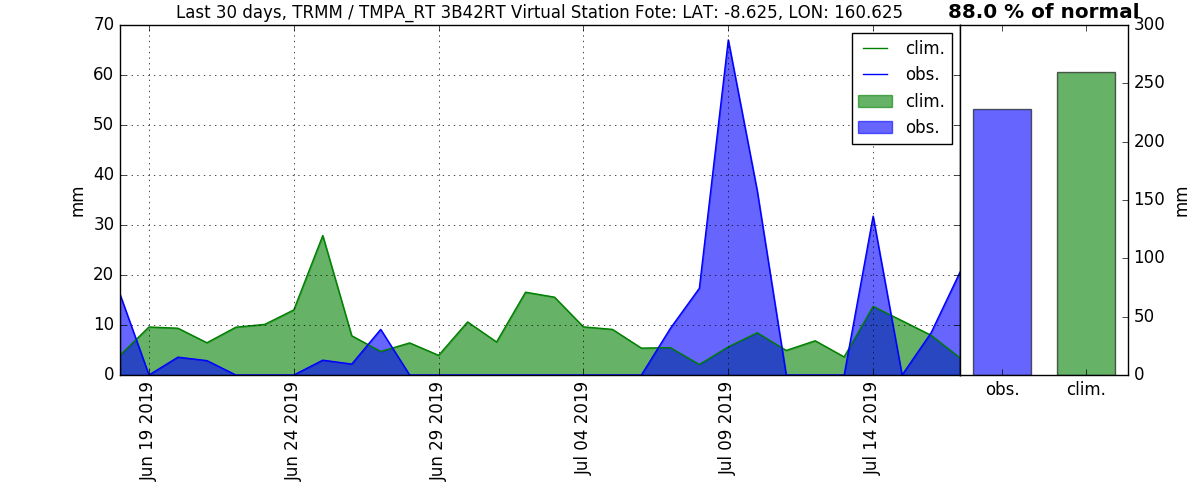 Last 30 days, TRMM / TMPA_RT 3B42RT Virtual Station Fote: LAT: -8.625, LON: 160.625
88.0 % of normal
70
60
50
40
30
20
10
0
mm
clim.
obs.
clim.
obs.
Jun 19 2019
Jun 24 2019
Jun 29 2019
Jul 04 2019
Jul 09 2019
Jul 14 2019
300
250
200
150
100
50
0
mm
obs.
clim.